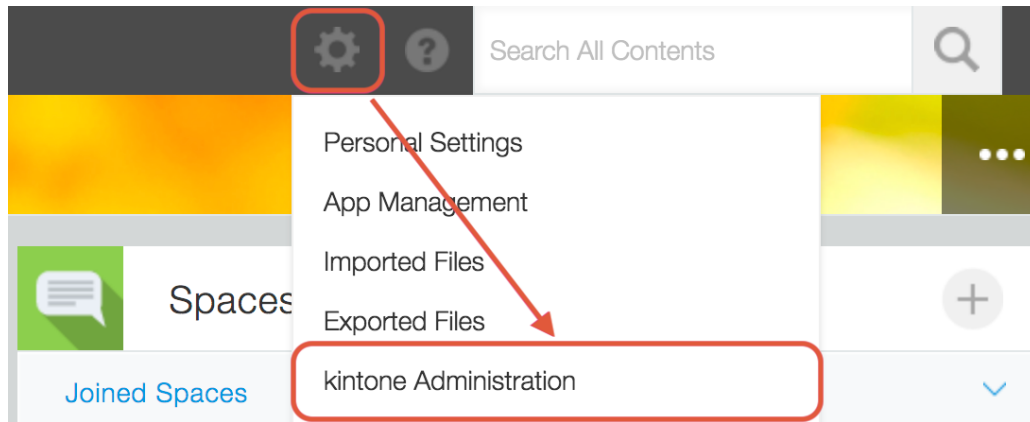 Search All Contents
Personal Settings
App Management
Imported Files
Spaces
Exported Files
kintone Administration
Joined Spaces